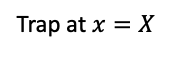 Trap at x = X